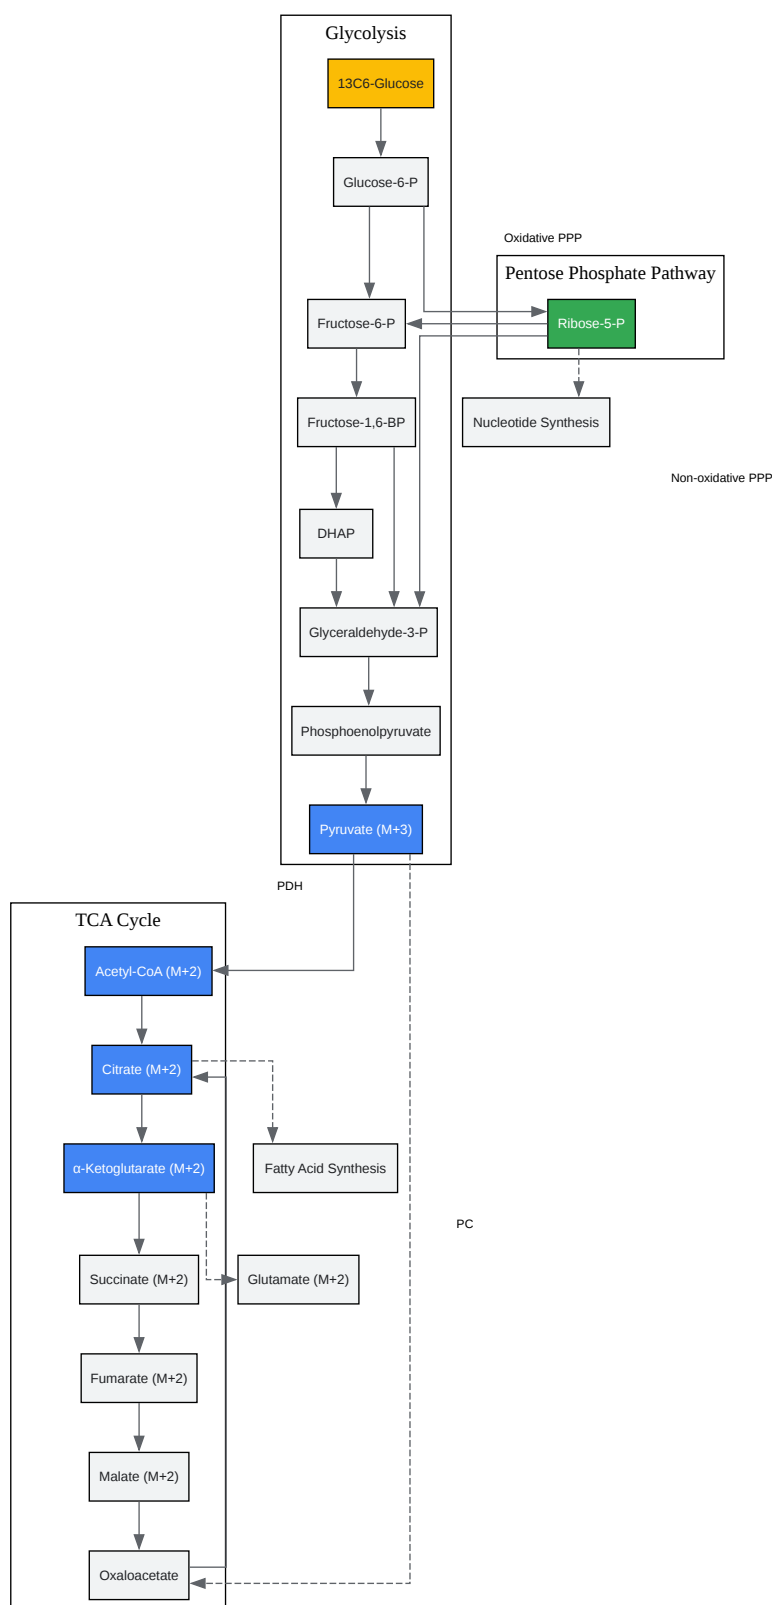 Glycolysis
13C6-Glucose
Glucose-6-P
Oxidative PPP
Pentose Phosphate Pathway
Fructose-6-P
Ribose-5-P
Fructose-1,6-BP
Nucleotide Synthesis
Non-oxidative PPP
DHAP
Glyceraldehyde-3-P
Phosphoenolpyruvate
Pyruvate (M+3)
PDH
TCA Cycle
Acetyl-CoA (M+2)
Citrate (M+2)
α-Ketoglutarate (M+2)
Fatty Acid Synthesis
PC
Succinate (M+2)
Glutamate (M+2)
Fumarate (M+2)
Malate (M+2)
Oxaloacetate